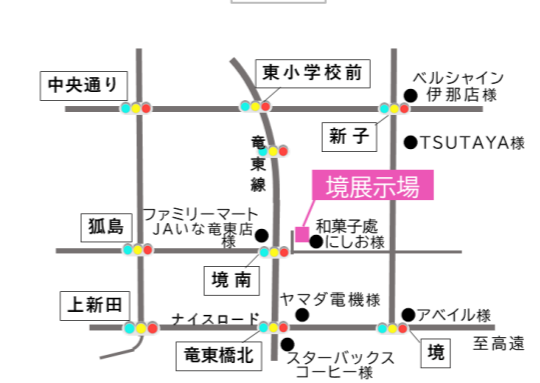 東小学校前
中央通り
ベルシャイン
伊那店様
新子
竜東線
TSUTAYA様
境展示場
ファミリーマート
JAいな竜東店
様
狐島
和菓子處
にしお様
境南
ヤマダ電機様
上新田
ナイスロード
アベイル様
竜東橋北
スターバックス
コーヒー様
境
至高遠